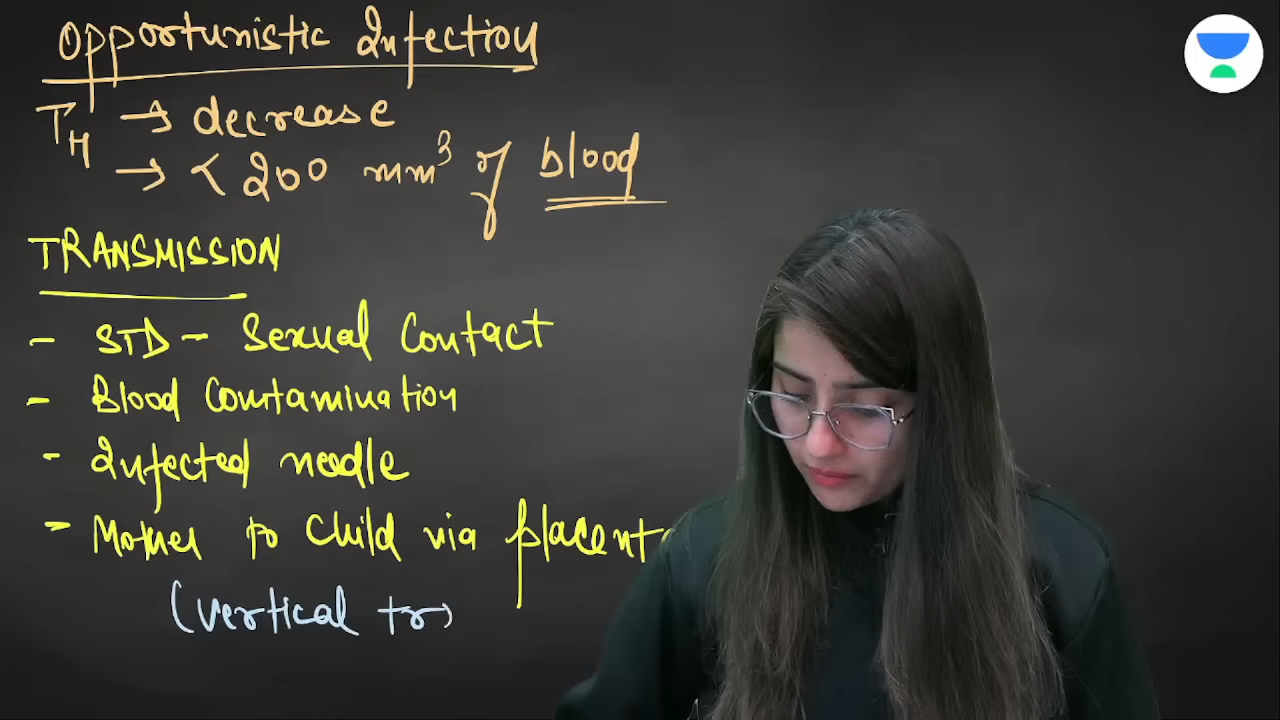 Opportunistic Infection
TH → decrease
→ < 200 mm³ of blood
TRANSMISSION
- STD - Sexual Contact
- Blood Contamination
- Infected needle
- Mother to Child via placenta
(vertical tr)